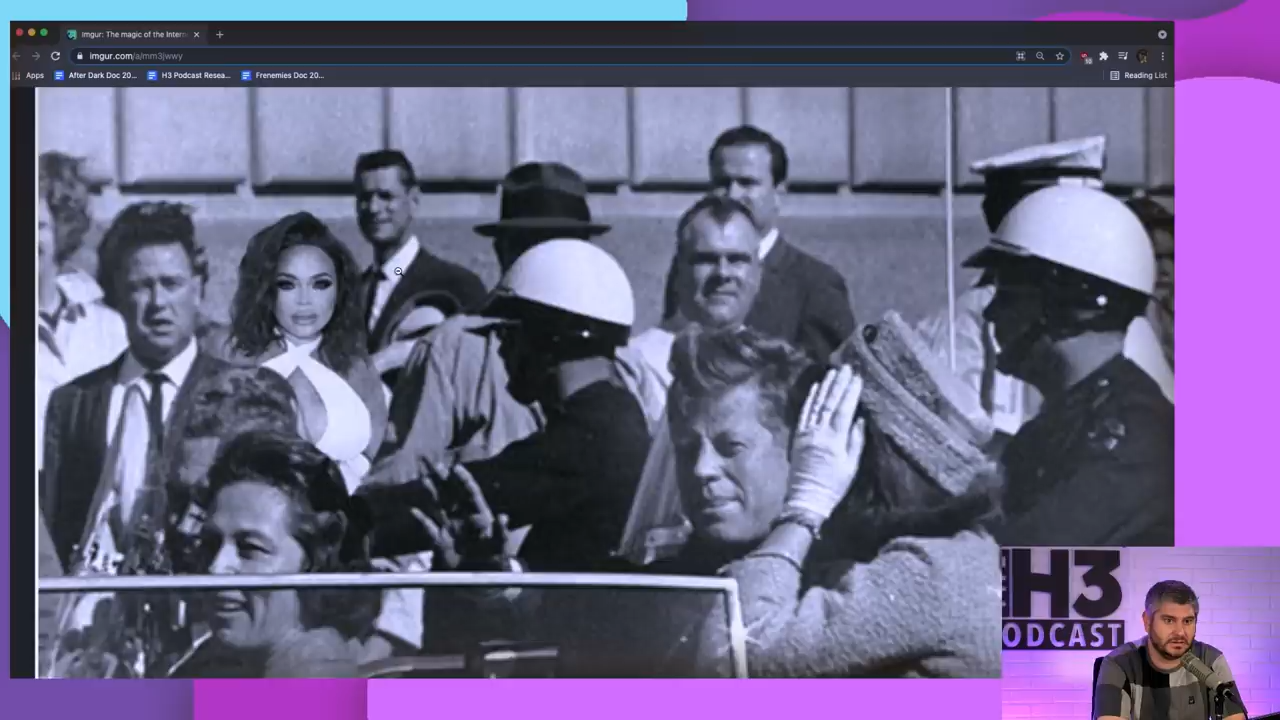 Imgur: The magic of the Intern
imgur.com/a/mm3jwwy
Apps
After Dark Doc 20...
H3 Podcast Resea...
Frenemies Doc 20...
Reading List
H3
PODCAST